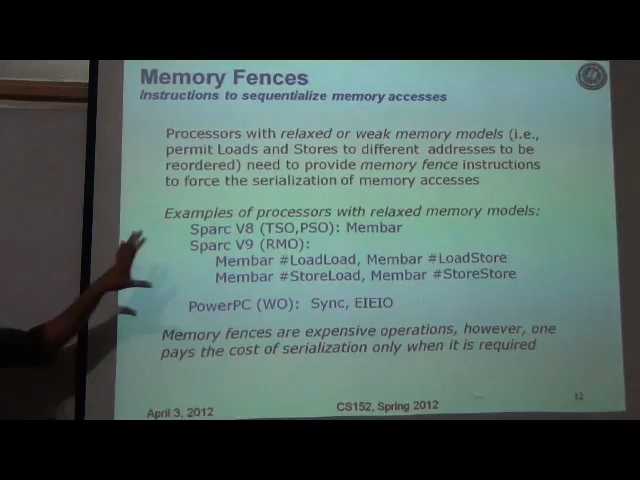 Memory Fences
Instructions to sequentialize memory accesses
Processors with relaxed or weak memory models (i.e.,
permit Loads and Stores to different addresses to be
reordered) need to provide memory fence instructions
to force the serialization of memory accesses
Examples of processors with relaxed memory models:
Sparc V8 (TSO,PSO): Membar
Sparc V9 (RMO):
Membar #LoadLoad, Membar #LoadStore
Membar #StoreLoad, Membar #StoreStore
PowerPC (WO): Sync, EIEIO
Memory fences are expensive operations, however, one
pays the cost of serialization only when it is required
April 3, 2012
CS152, Spring 2012
12